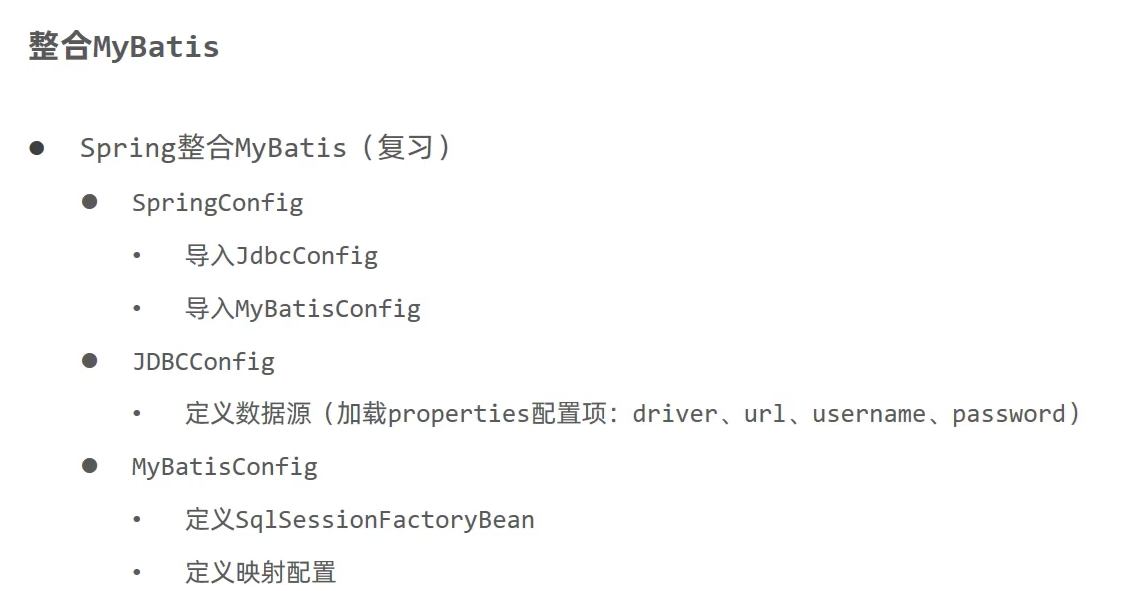 整合MyBatis
● Spring整合MyBatis（复习）
● SpringConfig
• 导入JdbcConfig
• 导入MyBatisConfig
● JDBCConfig
• 定义数据源（加载properties配置项：driver、url、username、password）
● MyBatisConfig
• 定义SqlSessionFactoryBean
• 定义映射配置